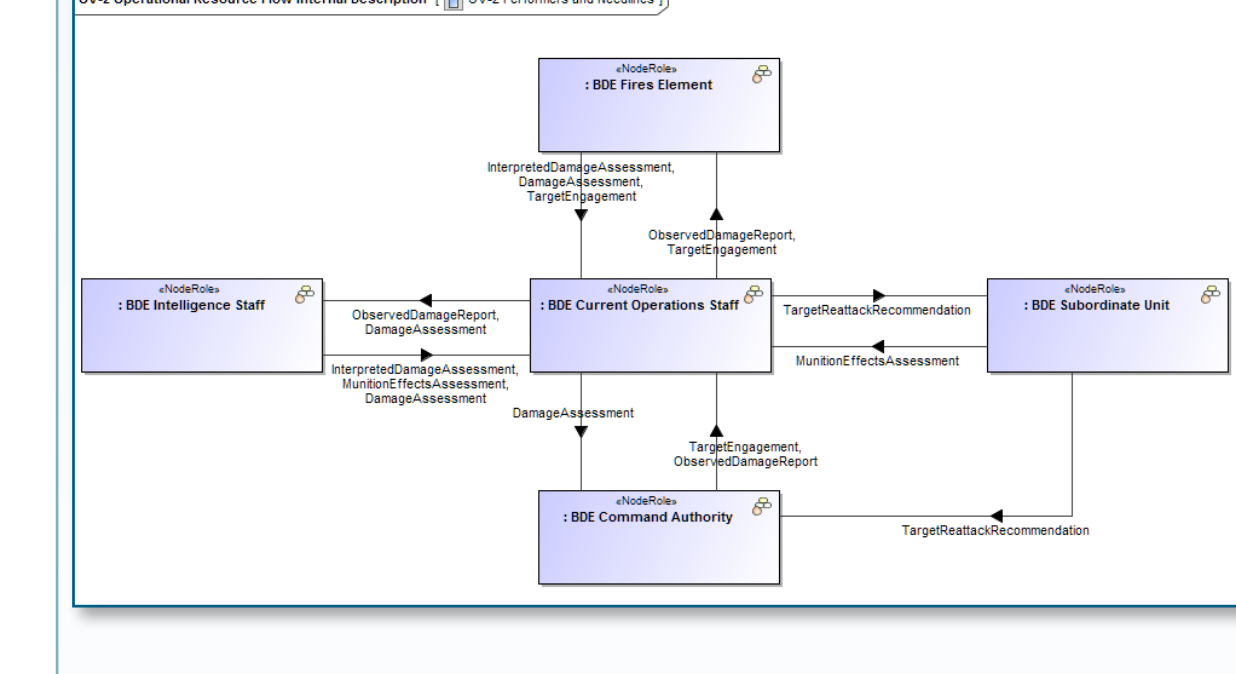 OV-2 Operational Resource Flow Internal Description [ OV-2 Performers and Needlines ]
«NodeRole»
: BDE Fires Element
InterpretedDamageAssessment,
DamageAssessment,
TargetEngagement
ObservedDamageReport,
TargetEngagement
«NodeRole»
: BDE Intelligence Staff
ObservedDamageReport,
DamageAssessment
InterpretedDamageAssessment,
MunitionEffectsAssessment,
DamageAssessment
«NodeRole»
: BDE Current Operations Staff
TargetReattackRecommendation
MunitionEffectsAssessment
«NodeRole»
: BDE Subordinate Unit
DamageAssessment
TargetEngagement,
ObservedDamageReport
«NodeRole»
: BDE Command Authority
TargetReattackRecommendation